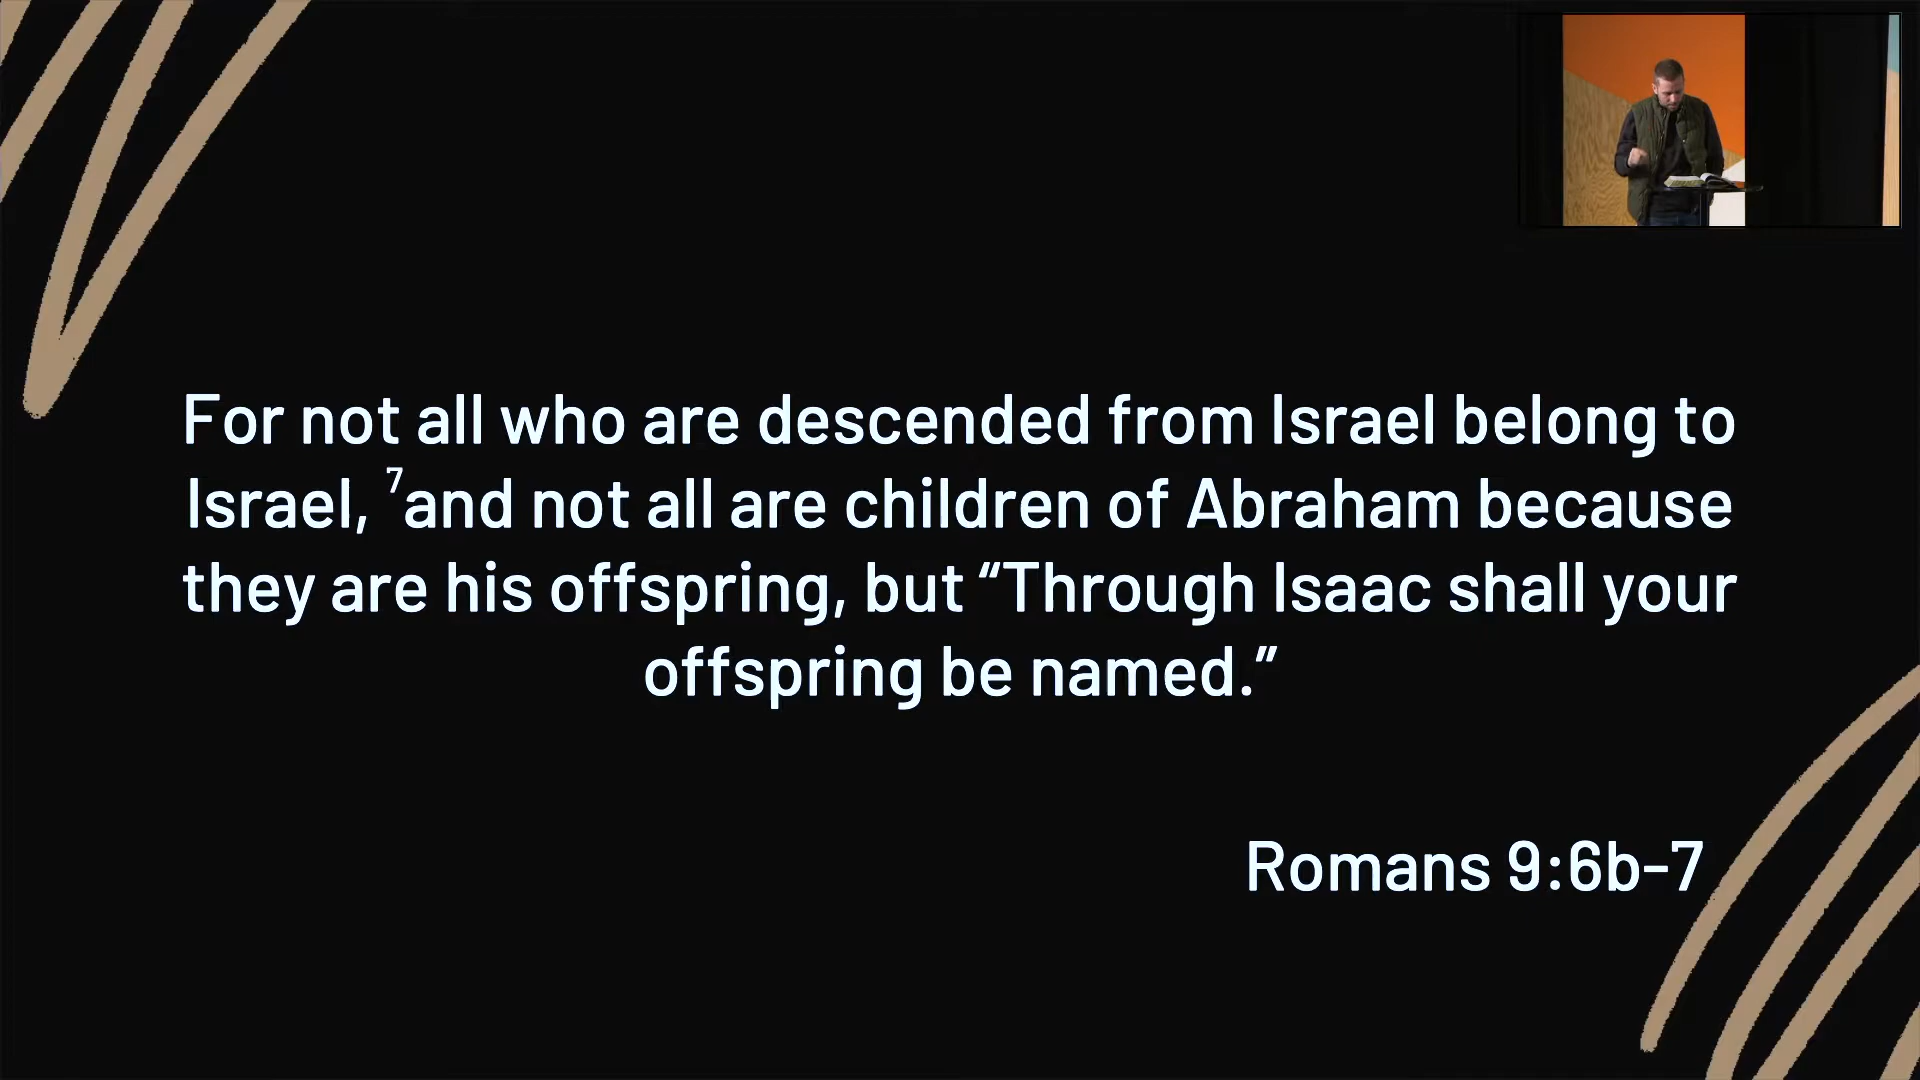 For not all who are descended from Israel belong to
Israel, ⁷and not all are children of Abraham because
they are his offspring, but “Through Isaac shall your
offspring be named.”
Romans 9:6b-7